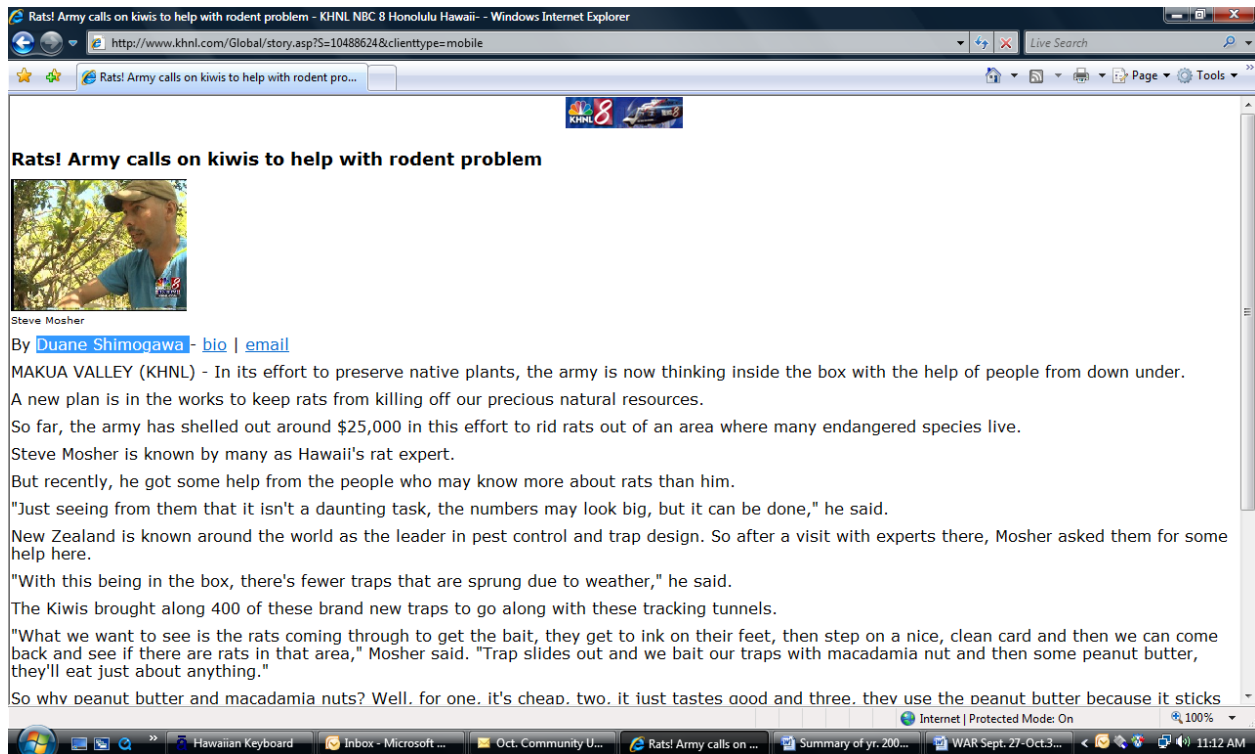 Rats! Army calls on kiwis to help with rodent problem - KHNL NBC 8 Honolulu Hawaii- - Windows Internet Explorer
http://www.khnl.com/Global/story.asp?S=10488624&clienttype=mobile
Live Search
Rats! Army calls on kiwis to help with rodent pro...
Page
Tools
KHNL 8
Rats! Army calls on kiwis to help with rodent problem
Steve Mosher
By Duane Shimogawa - bio | email
MAKUA VALLEY (KHNL) - In its effort to preserve native plants, the army is now thinking inside the box with the help of people from down under.
A new plan is in the works to keep rats from killing off our precious natural resources.
So far, the army has shelled out around $25,000 in this effort to rid rats out of an area where many endangered species live.
Steve Mosher is known by many as Hawaii's rat expert.
But recently, he got some help from the people who may know more about rats than him.
"Just seeing from them that it isn't a daunting task, the numbers may look big, but it can be done," he said.
New Zealand is known around the world as the leader in pest control and trap design. So after a visit with experts there, Mosher asked them for some
help here.
"With this being in the box, there's fewer traps that are sprung due to weather," he said.
The Kiwis brought along 400 of these brand new traps to go along with these tracking tunnels.
"What we want to see is the rats coming through to get the bait, they get to ink on their feet, then step on a nice, clean card and then we can come
back and see if there are rats in that area," Mosher said. "Trap slides out and we bait our traps with macadamia nut and then some peanut butter,
they'll eat just about anything."
So why peanut butter and macadamia nuts? Well, for one, it's cheap, two, it just tastes good and three, they use the peanut butter because it sticks
Internet | Protected Mode: On
100%
Hawaiian Keyboard
Inbox - Microsoft ...
Oct. Community U...
Rats! Army calls on ...
Summary of yr. 200...
WAR Sept. 27-Oct.3...
11:12 AM